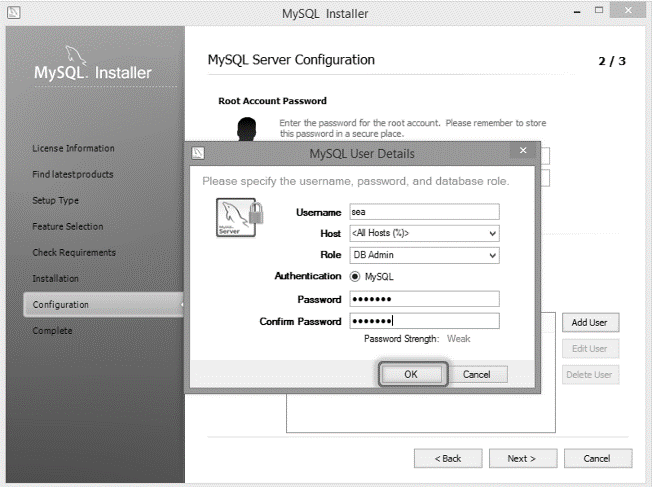 MySQL Installer
MySQL. Installer
MySQL Server Configuration
2 / 3
Root Account Password
Enter the password for the root account. Please remember to store
this password in a secure place.
License Information
Find latest products
Setup Type
Feature Selection
Check Requirements
Installation
Configuration
Complete
MySQL User Details
Please specify the username, password, and database role.
MySQL
Server
Username
sea
Host
<All Hosts (%)>
Role
DB Admin
Authentication
MySQL
Password
•••••••
Confirm Password
•••••••
Password Strength: Weak
OK
Cancel
Add User
Edit User
Delete User
< Back
Next >
Cancel